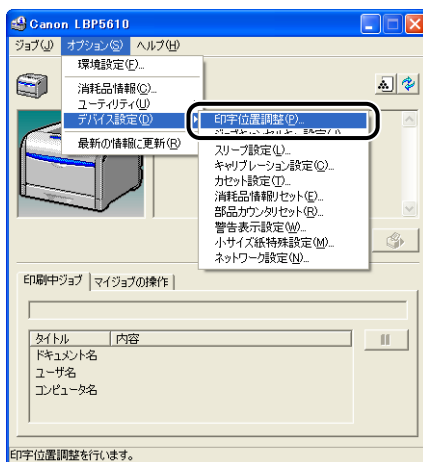 Canon LBP5610
ジョブ(J) オプション(S) ヘルプ(H)
環境設定(F)...
消耗品情報(C)...
ユーティリティ(U)
デバイス設定(D)
最新の情報に更新(R)
印字位置調整(P)...
スリープ設定(L)...
キャリブレーション設定(C)...
カセット設定(T)...
消耗品情報リセット(E)...
部品カウンタリセット(R)...
警告表示設定(W)...
小サイズ紙特殊設定(M)...
ネットワーク設定(N)...
印刷中ジョブ マイジョブの操作
タイトル 内容
ドキュメント名
ユーザ名
コンピュータ名
印字位置調整を行います。